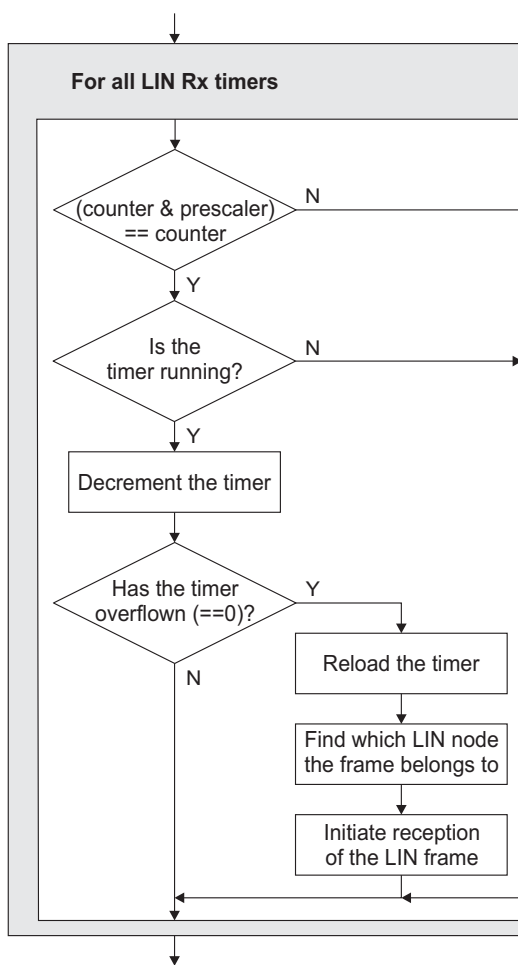 For all LIN Rx timers
(counter & prescaler)
== counter
N
Y
Is the
timer running?
N
Y
Decrement the timer
Has the timer
overflown (==0)?
Y
N
Reload the timer
Find which LIN node
the frame belongs to
Initiate reception
of the LIN frame